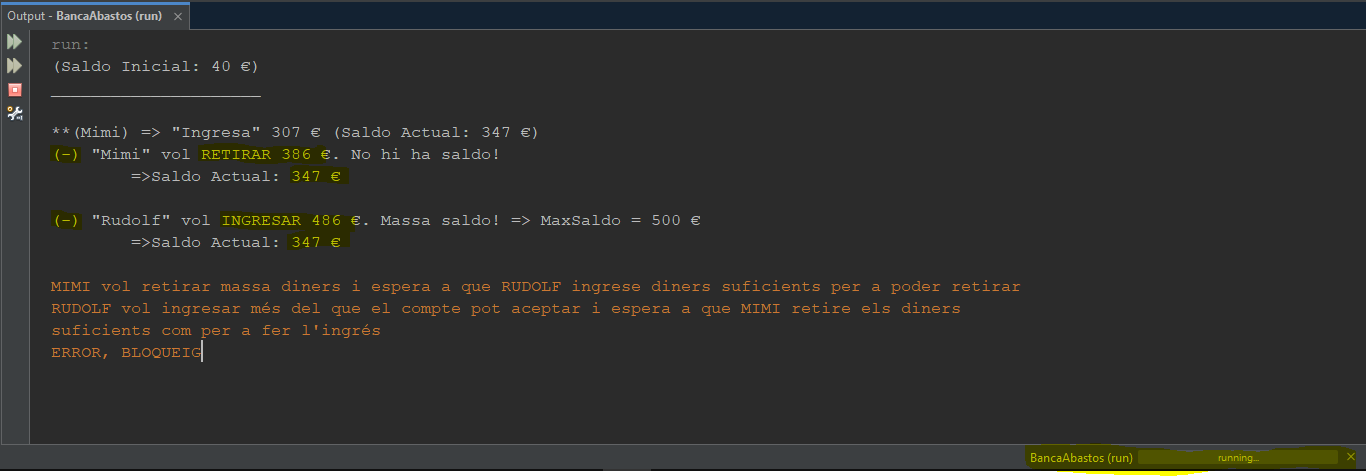 Output - BancaAbastos (run) ×
run:
(Saldo Inicial: 40 €)
_____________________
**(Mimi) => "Ingresa" 307 € (Saldo Actual: 347 €)
(-) "Mimi" vol RETIRAR 386 €. No hi ha saldo!
=>Saldo Actual: 347 €
(-) "Rudolf" vol INGRESAR 486 €. Massa saldo! => MaxSaldo = 500 €
=>Saldo Actual: 347 €
MIMI vol retirar massa diners i espera a que RUDOLF ingrese diners suficients per a poder retirar
RUDOLF vol ingresar més del que el compte pot aceptar i espera a que MIMI retire els diners
suficients com per a fer l'ingrés
ERROR, BLOQUEIG
BancaAbastos (run) running... ×